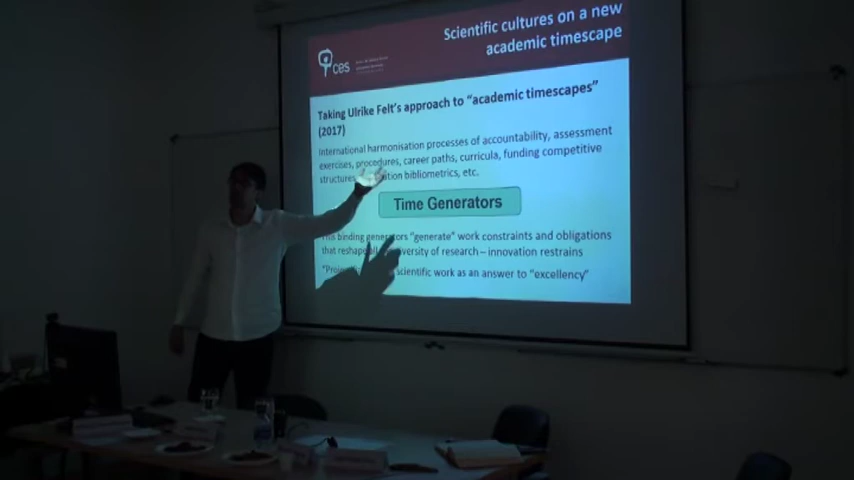 Scientific cultures on a new
academic timescape
ces
Taking Ulrike Felt's approach to "academic timescapes"
(2017)
International harmonisation processes of accountability, assessment
exercises, procedures, career paths, curricula, funding competitive
structures, bibliometrics, etc.
Time Generators
binding generators "generate" work constraints and obligations
that reshape of research – innovation restrains
scientific work as an answer to "excellency"